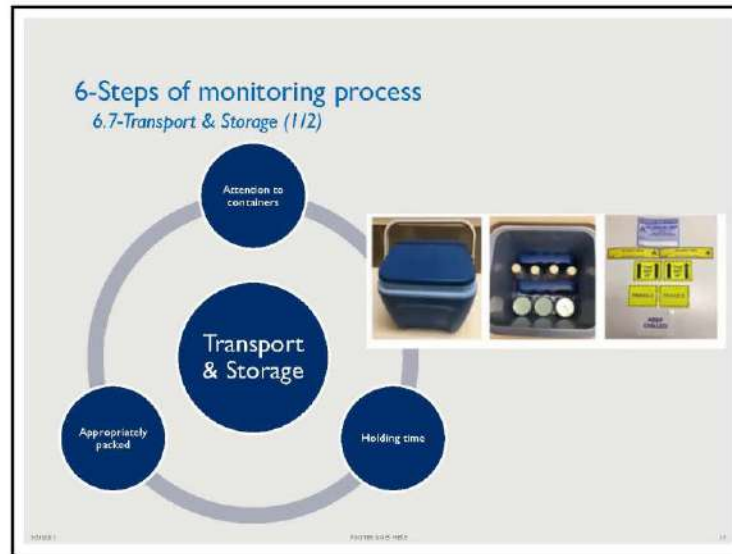 6-Steps of monitoring process
6.7-Transport & Storage (1/2)
Attention to
containers
Transport
& Storage
Appropriately
packed
Holding time
FRAGILE
FRAGILE
KEEP
CHILLED